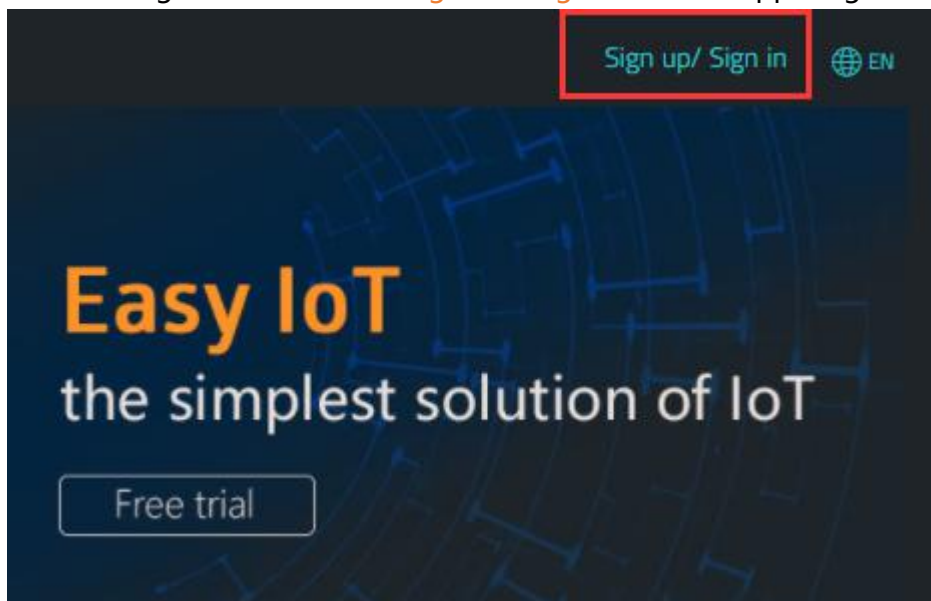 Sign up/ Sign in
EN
Easy IoT
the simplest solution of IoT
Free trial